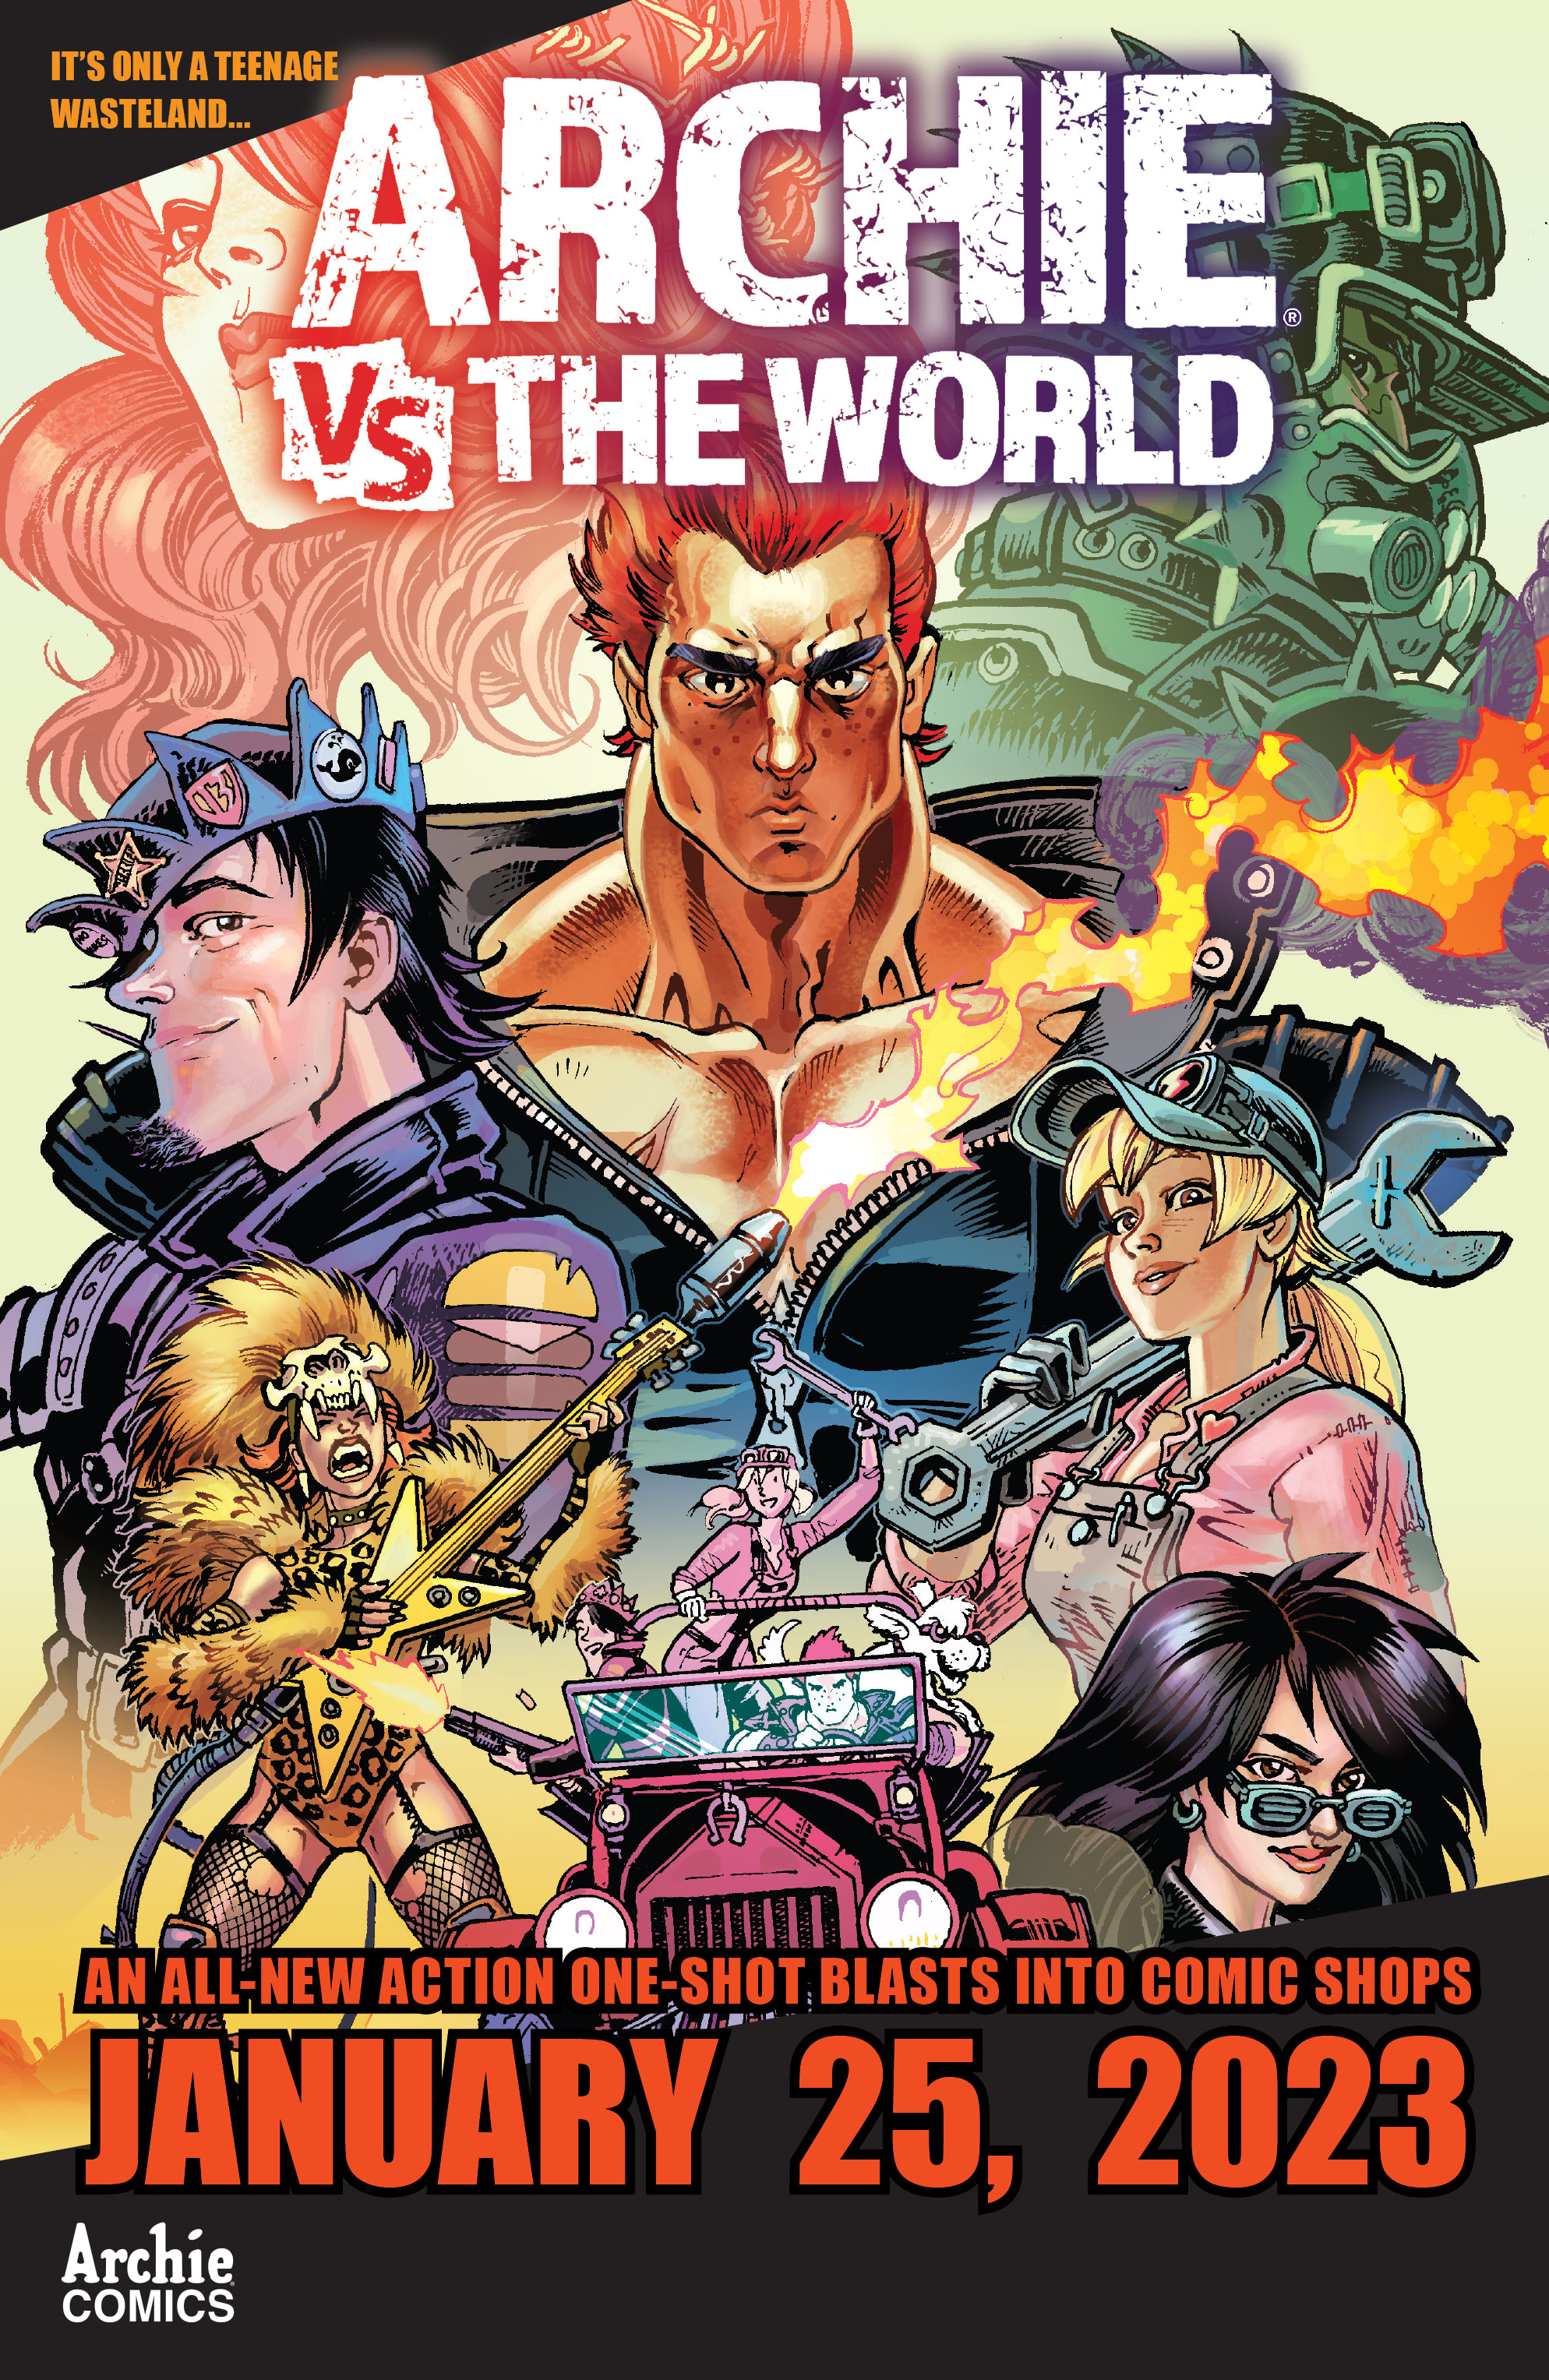 IT'S ONLY A TEENAGE
WASTELAND...
ARCHIE®
VS THE WORLD
AN ALL-NEW ACTION ONE-SHOT BLASTS INTO COMIC SHOPS
JANUARY 25, 2023
Archie
COMICS